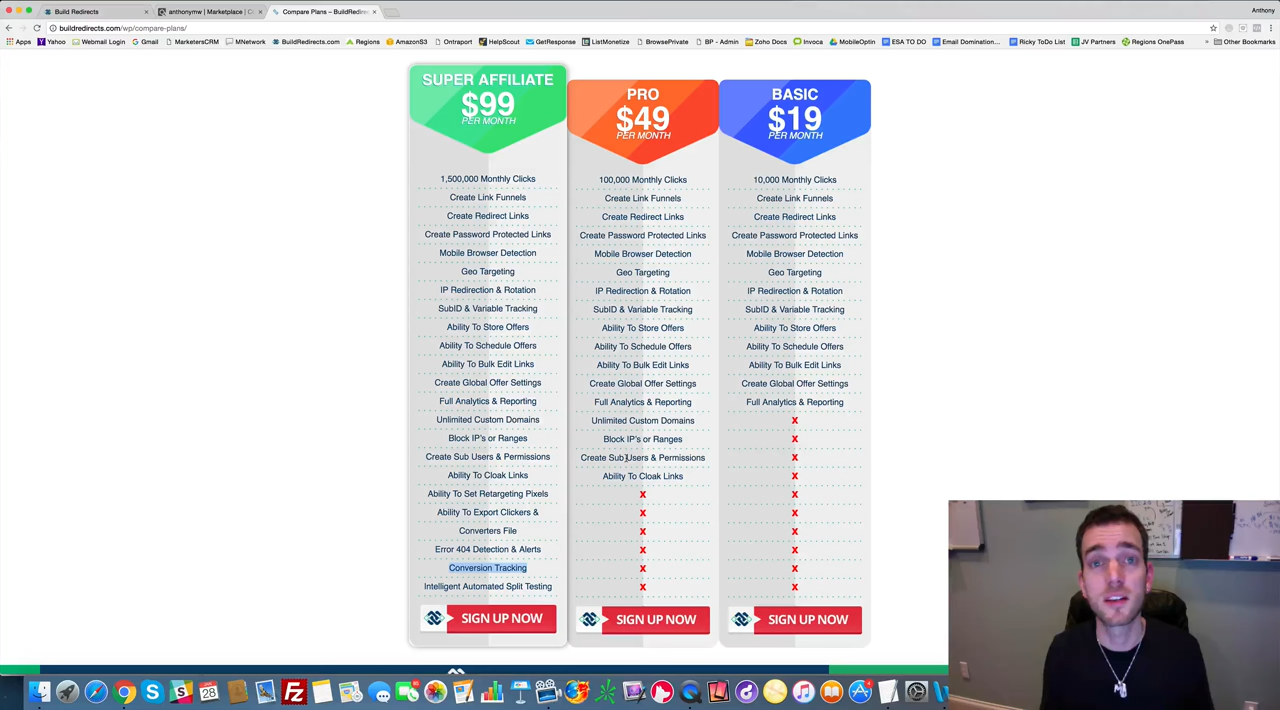 Build Redirects
anthonymw | Marketplace | C
Compare Plans – BuildRedire
Anthony
buildredirects.com/wp/compare-plans/
Apps
Yahoo
Webmail Login
Gmail
MarketersCRM
MNetwork
BuildRedirects.com
Regions
AmazonS3
Ontraport
HelpScout
GetResponse
ListMonetize
BrowsePrivate
BP - Admin
Zoho Docs
Invoca
MobileOptin
ESA TO DO
Email Domination...
Ricky ToDo List
JV Partners
Regions OnePass
Other Bookmarks
SUPER AFFILIATE
$99
PER MONTH
1,500,000 Monthly Clicks
Create Link Funnels
Create Redirect Links
Create Password Protected Links
Mobile Browser Detection
Geo Targeting
IP Redirection & Rotation
SubID & Variable Tracking
Ability To Store Offers
Ability To Schedule Offers
Ability To Bulk Edit Links
Create Global Offer Settings
Full Analytics & Reporting
Unlimited Custom Domains
Block IP's or Ranges
Create Sub Users & Permissions
Ability To Cloak Links
Ability To Set Retargeting Pixels
Ability To Export Clickers &
Converters File
Error 404 Detection & Alerts
Conversion Tracking
Intelligent Automated Split Testing
SIGN UP NOW
PRO
$49
PER MONTH
100,000 Monthly Clicks
Create Link Funnels
Create Redirect Links
Create Password Protected Links
Mobile Browser Detection
Geo Targeting
IP Redirection & Rotation
SubID & Variable Tracking
Ability To Store Offers
Ability To Schedule Offers
Ability To Bulk Edit Links
Create Global Offer Settings
Full Analytics & Reporting
Unlimited Custom Domains
Block IP's or Ranges
Create Sub Users & Permissions
Ability To Cloak Links
X
X
X
X
X
X
SIGN UP NOW
BASIC
$19
PER MONTH
10,000 Monthly Clicks
Create Link Funnels
Create Redirect Links
Create Password Protected Links
Mobile Browser Detection
Geo Targeting
IP Redirection & Rotation
SubID & Variable Tracking
Ability To Store Offers
Ability To Schedule Offers
Ability To Bulk Edit Links
Create Global Offer Settings
Full Analytics & Reporting
X
X
X
X
X
X
X
X
X
X
SIGN UP NOW
28